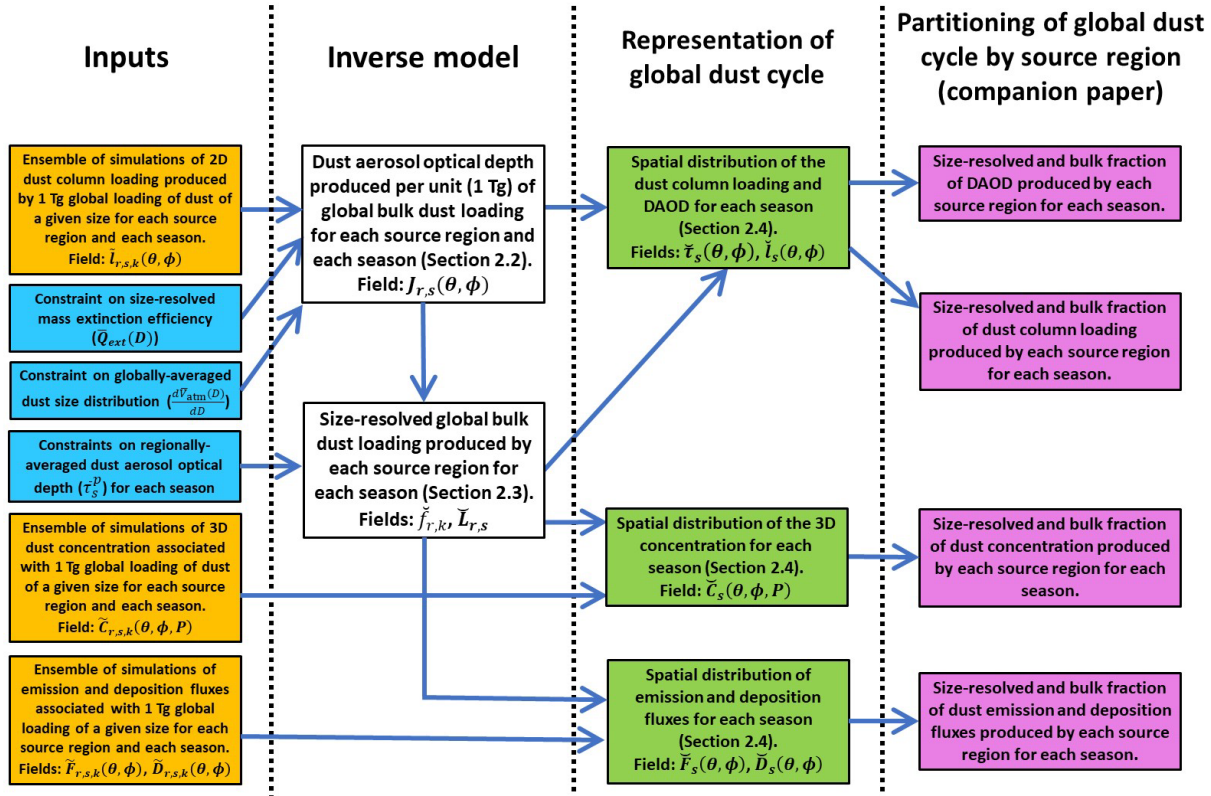 Inputs
Inverse model
Representation of
global dust cycle
Partitioning of global dust
cycle by source region
(companion paper)
Ensemble of simulations of 2D
dust column loading produced
by 1 Tg global loading of dust of
a given size for each source
region and each season.
Field: l̃_{r,s,k}(θ, ϕ)
Constraint on size-resolved
mass extinction efficiency
(Q̅_{ext}(D))
Constraint on globally-averaged
dust size distribution (dV̅_{atm}(D)/dD)
Constraints on regionally-
averaged dust aerosol optical
depth (τ̅_s^p) for each season
Ensemble of simulations of 3D
dust concentration associated
with 1 Tg global loading of dust
of a given size for each source
region and each season.
Field: C̃_{r,s,k}(θ, ϕ, P)
Ensemble of simulations of
emission and deposition fluxes
associated with 1 Tg global
loading of a given size for each
source region and each season.
Fields: F̃_{r,s,k}(θ, ϕ), D̃_{r,s,k}(θ, ϕ)
Dust aerosol optical depth
produced per unit (1 Tg) of
global bulk dust loading
for each source region and
each season (Section 2.2).
Field: J_{r,s}(θ, ϕ)
Size-resolved global bulk
dust loading produced by
each source region for
each season (Section 2.3).
Fields: f̆_{r,k}, L̆_{r,s}
Spatial distribution of the
dust column loading and
DAOD for each season
(Section 2.4).
Fields: τ̆_s(θ, ϕ), l̆_s(θ, ϕ)
Spatial distribution of the 3D
concentration for each
season (Section 2.4).
Field: C̆_s(θ, ϕ, P)
Spatial distribution of
emission and deposition
fluxes for each season
(Section 2.4).
Field: F̆_s(θ, ϕ), D̆_s(θ, ϕ)
Size-resolved and bulk fraction
of DAOD produced by each
source region for each season.
Size-resolved and bulk fraction
of dust column loading
produced by each source region
for each season.
Size-resolved and bulk fraction
of dust concentration produced
by each source region for each
season.
Size-resolved and bulk fraction
of dust emission and deposition
fluxes produced by each source
region for each season.